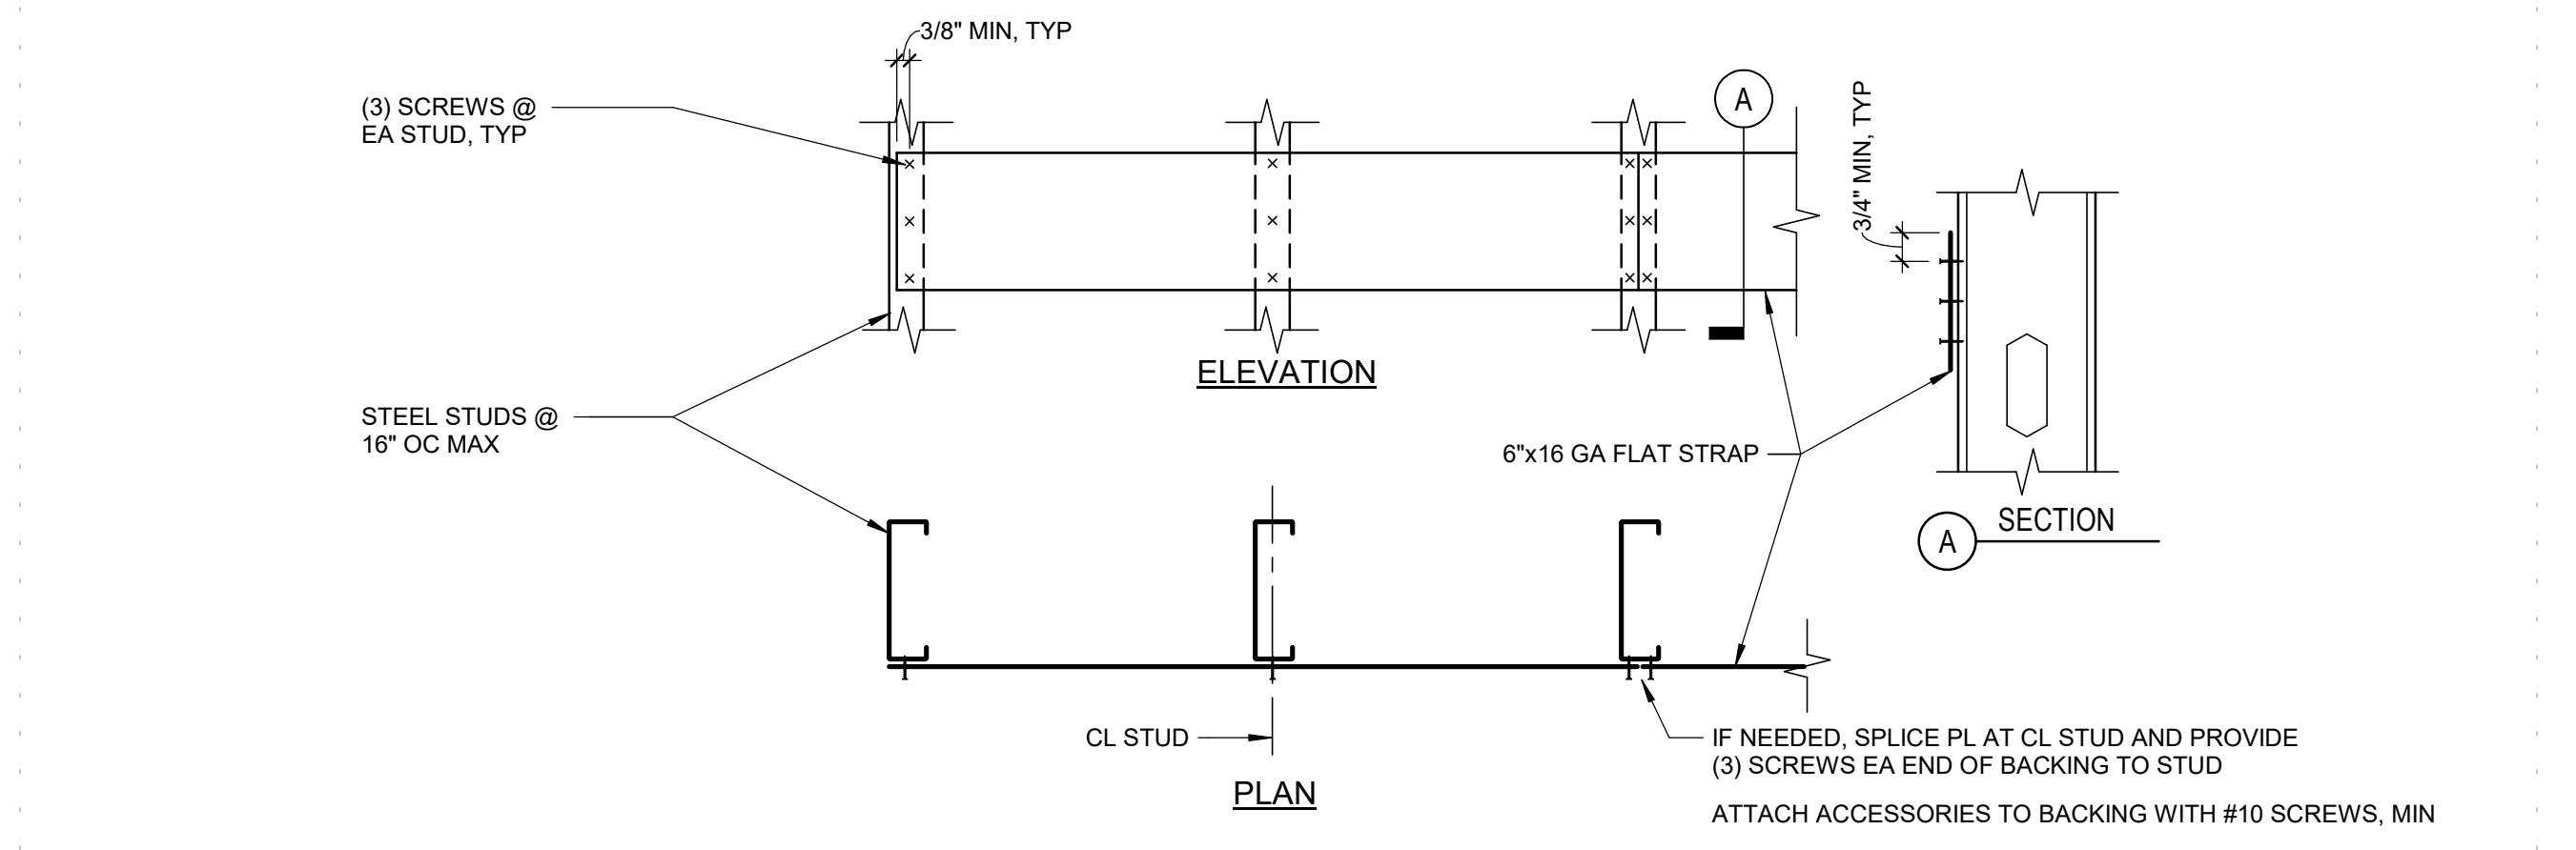 3/8" MIN, TYP
(3) SCREWS @
EA STUD, TYP
A
3/4" MIN, TYP
ELEVATION
STEEL STUDS @
16" OC MAX
6"x16 GA FLAT STRAP
A
SECTION
CL STUD
PLAN
IF NEEDED, SPLICE PL AT CL STUD AND PROVIDE
(3) SCREWS EA END OF BACKING TO STUD
ATTACH ACCESSORIES TO BACKING WITH #10 SCREWS, MIN